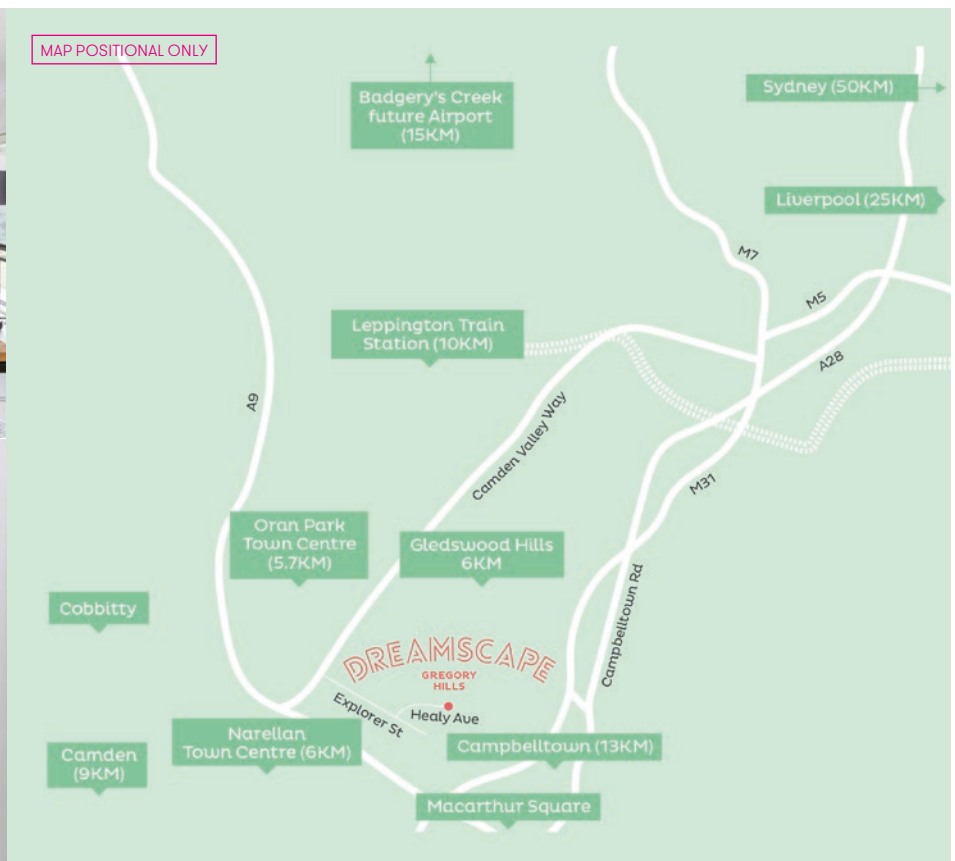 MAP POSITIONAL ONLY
Badgery's Creek
future Airport
(15KM)
Sydney (50KM)
Liverpool (25KM)
M7
M5
Leppington Train
Station (10KM)
A28
A9
Camden Valley Way
M31
Oran Park
Town Centre
(5.7KM)
Gledswood Hills
6KM
Campbelltown Rd
Cobbitty
DREAMSCAPE
GREGORY
HILLS
Explorer St
Healy Ave
Narellan
Town Centre (6KM)
Campbelltown (13KM)
Camden
(9KM)
Macarthur Square